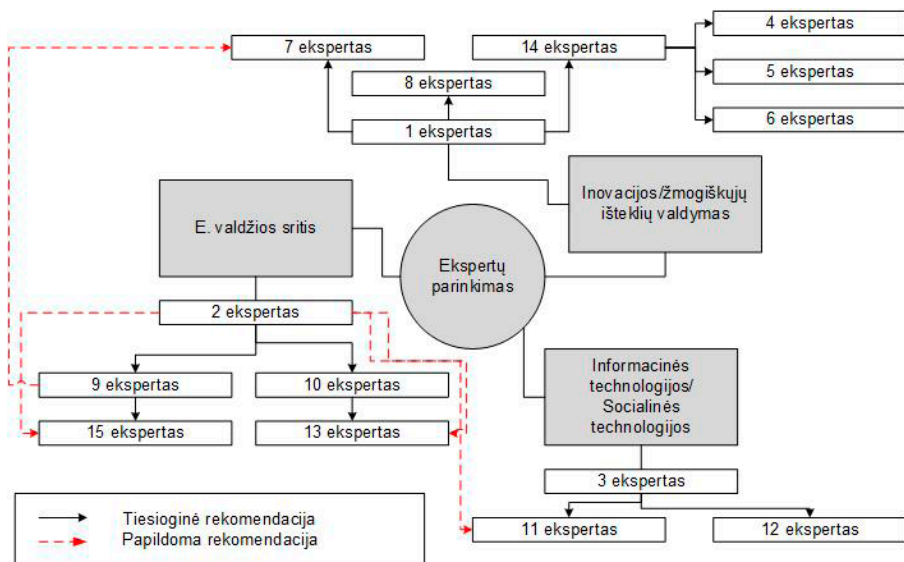 7 ekspertas
14 ekspertas
4 ekspertas
5 ekspertas
6 ekspertas
8 ekspertas
1 ekspertas
E. valdžios sritis
Inovacijos/žmogiškųjų
išteklių valdymas
Ekspertų
parinkimas
2 ekspertas
9 ekspertas
10 ekspertas
15 ekspertas
13 ekspertas
Informacinės
technologijos/
Socialinės
technologijos
3 ekspertas
11 ekspertas
12 ekspertas
Tiesioginė rekomendacija
Papildoma rekomendacija